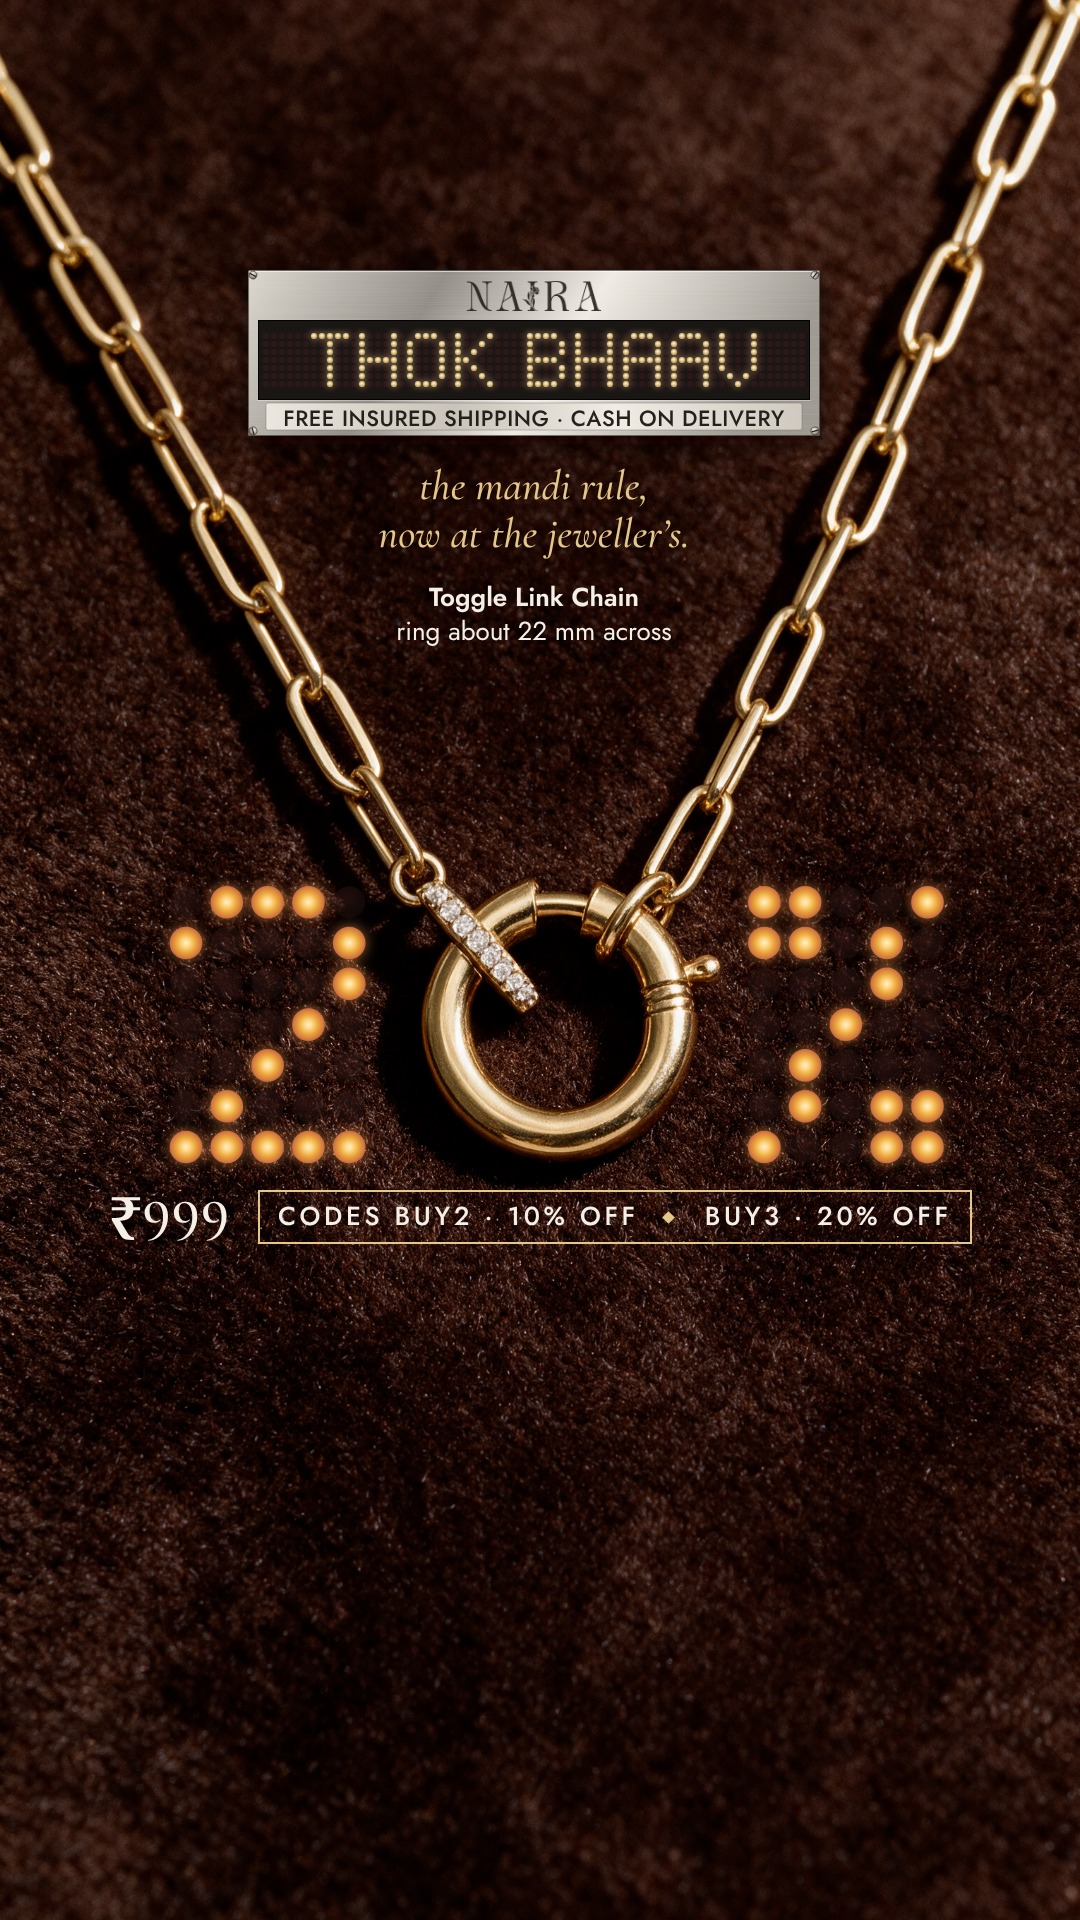 NAIRA
THOK BHAAV
FREE INSURED SHIPPING · CASH ON DELIVERY
the mandi rule,
now at the jeweller’s.
Toggle Link Chain
ring about 22 mm across
2 %
₹999
CODES BUY2 · 10% OFF ◆ BUY3 · 20% OFF